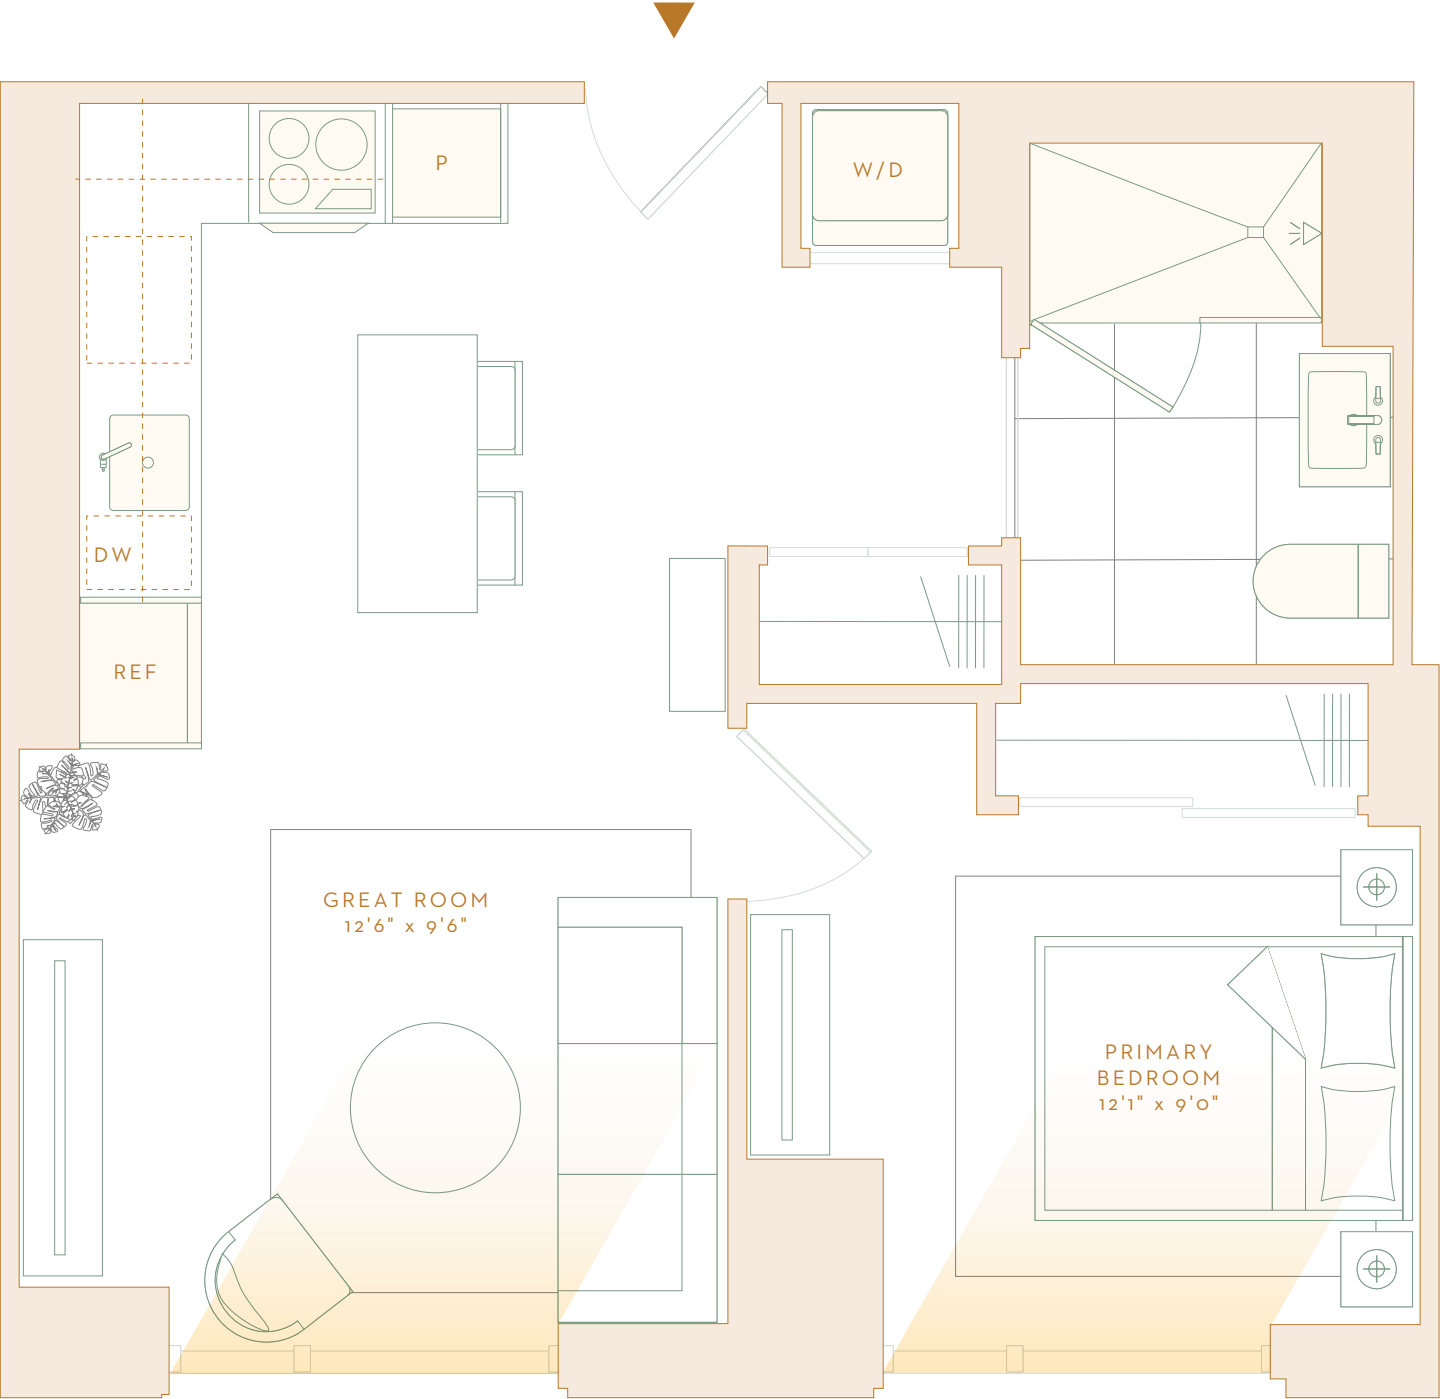 P
W/D
DW
REF
GREAT ROOM
12'6" x 9'6"
PRIMARY
BEDROOM
12'1" x 9'0"